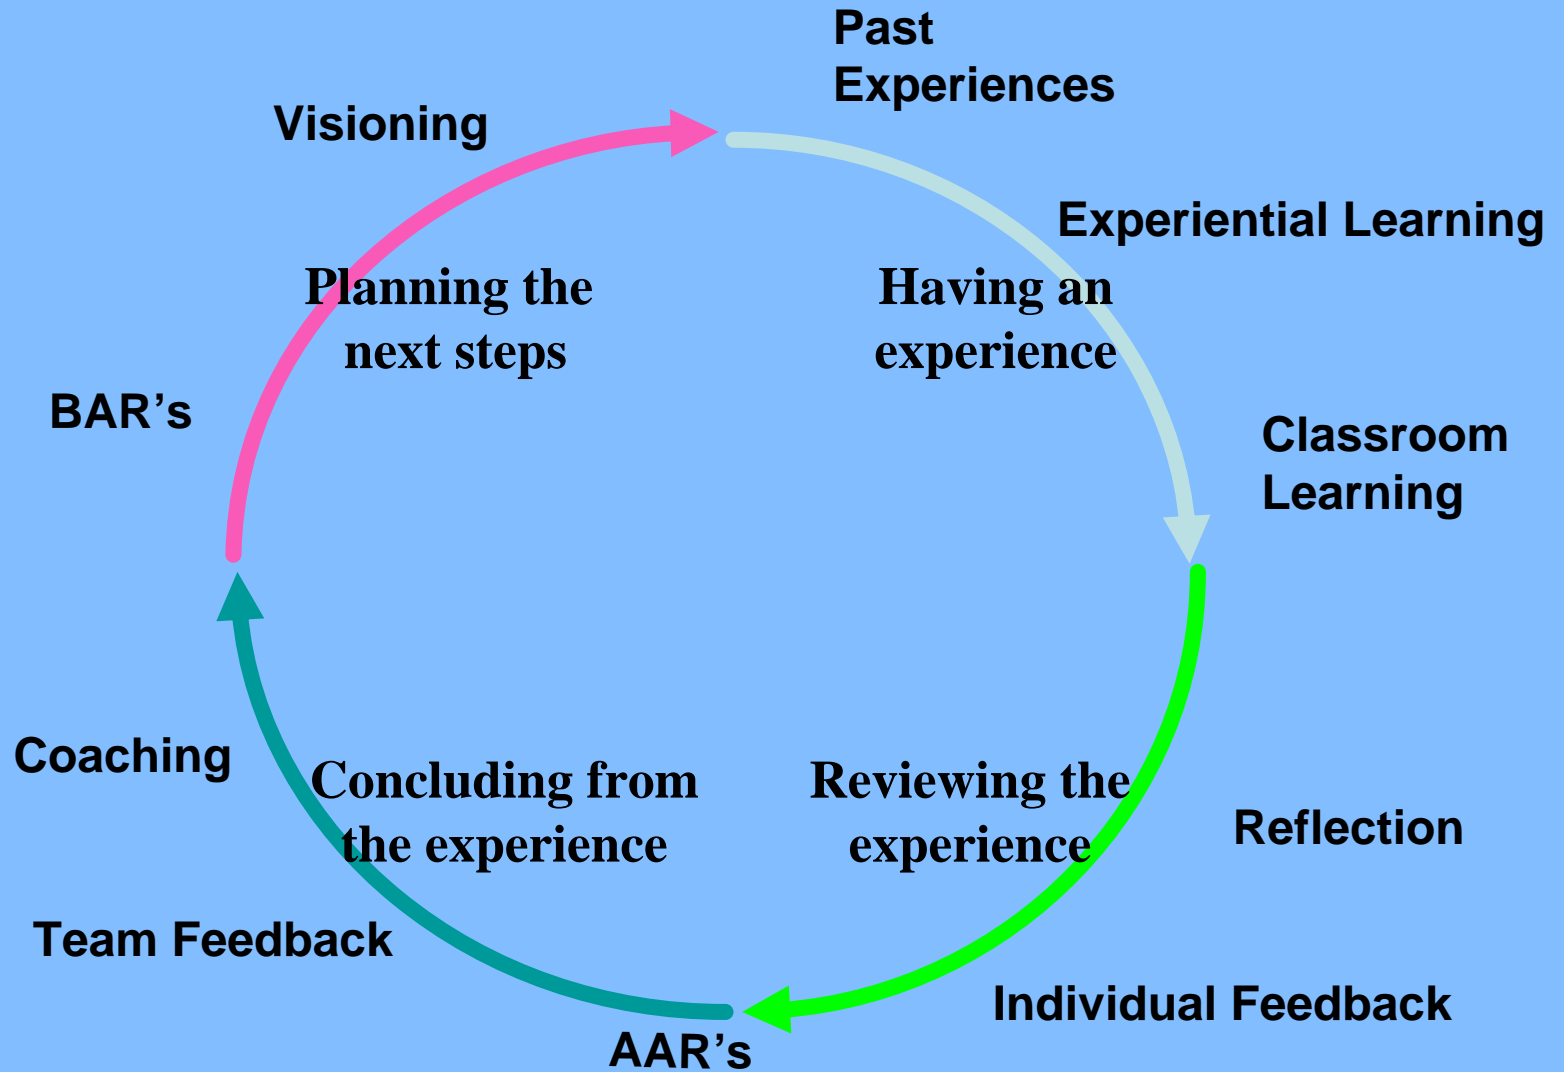 Past
Experiences
Visioning
Experiential Learning
Planning the
next steps
Having an
experience
BAR’s
Classroom
Learning
Coaching
Concluding from
the experience
Reviewing the
experience
Reflection
Team Feedback
Individual Feedback
AAR’s